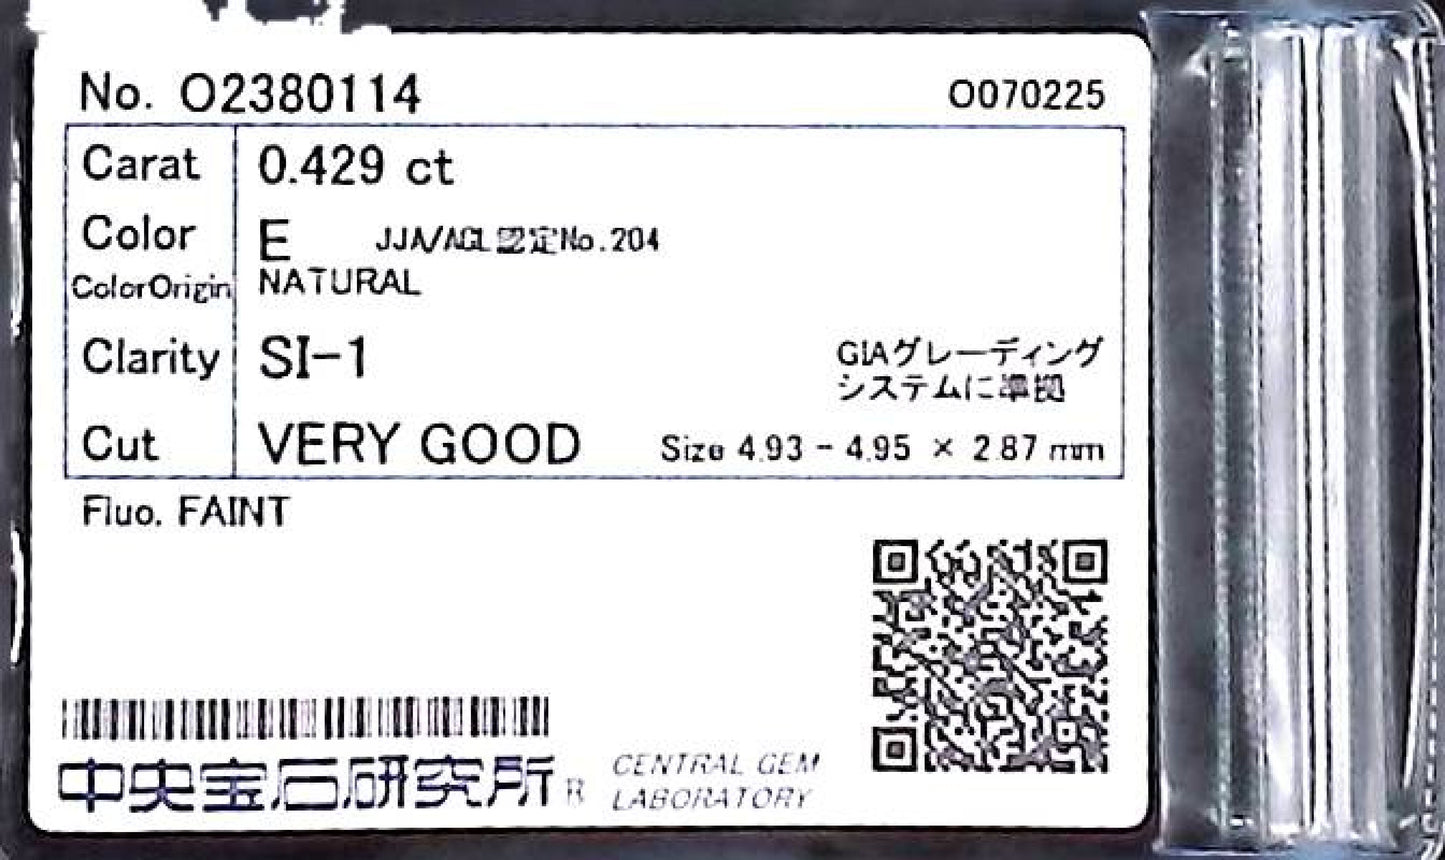 No. O2380114 O070225
Carat 0.429 ct
Color E JJA/AGL認定No.204
ColorOrigin NATURAL
Clarity SI-1 GIAグレーディング
システムに準拠
Cut VERY GOOD Size 4.93 - 4.95 × 2.87 mm
Fluo. FAINT
中央宝石研究所 R CENTRAL GEM
LABORATORY